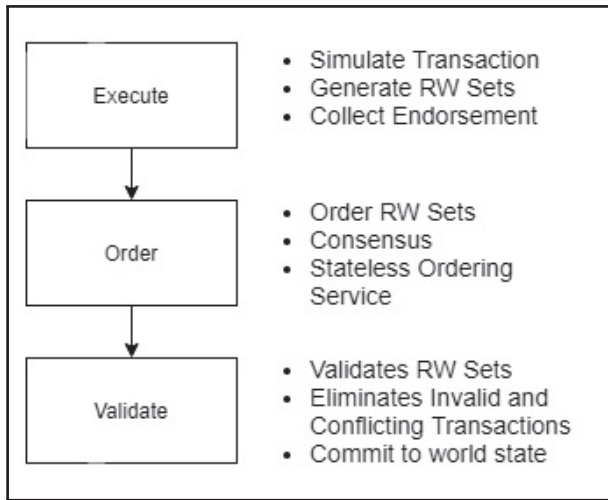 Execute
• Simulate Transaction
• Generate RW Sets
• Collect Endorsement
Order
• Order RW Sets
• Consensus
• Stateless Ordering
Service
Validate
• Validates RW Sets
• Eliminates Invalid and
Conflicting Transactions
• Commit to world state